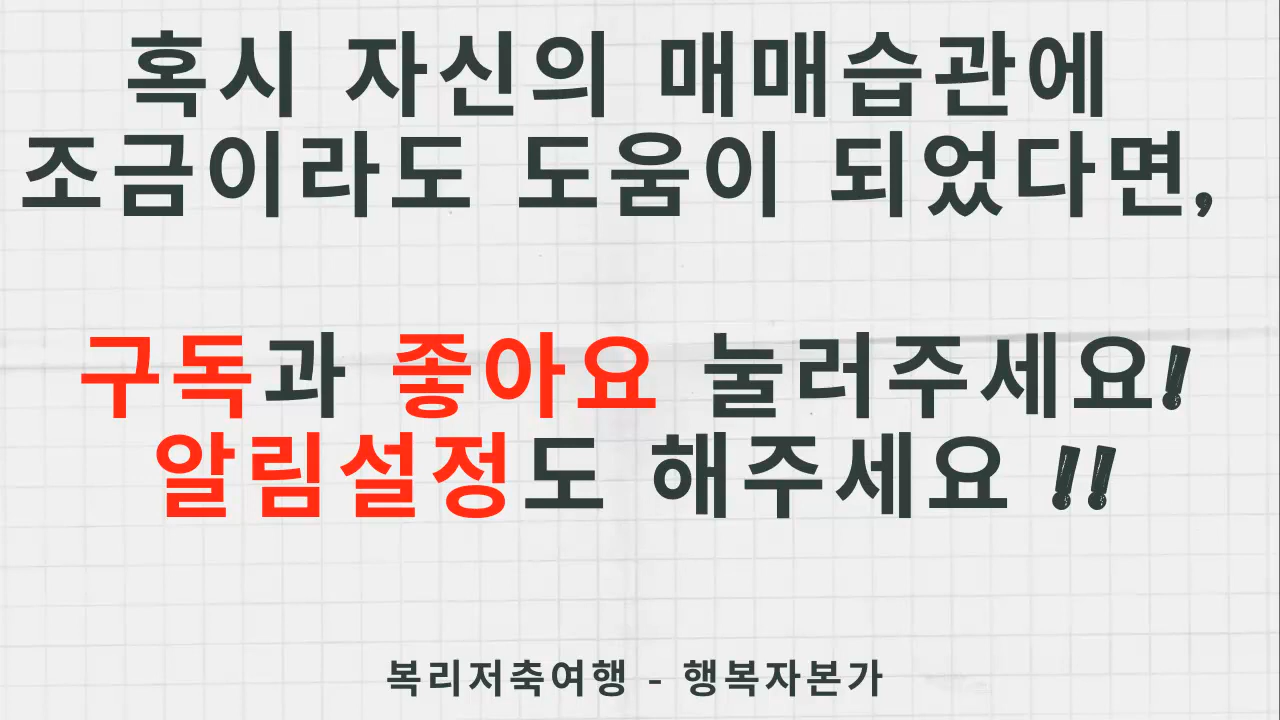 혹시 자신의 매매습관에
조금이라도 도움이 되었다면,
구독과 좋아요 눌러주세요!
알림설정도 해주세요 !!
복리저축여행 - 행복자본가